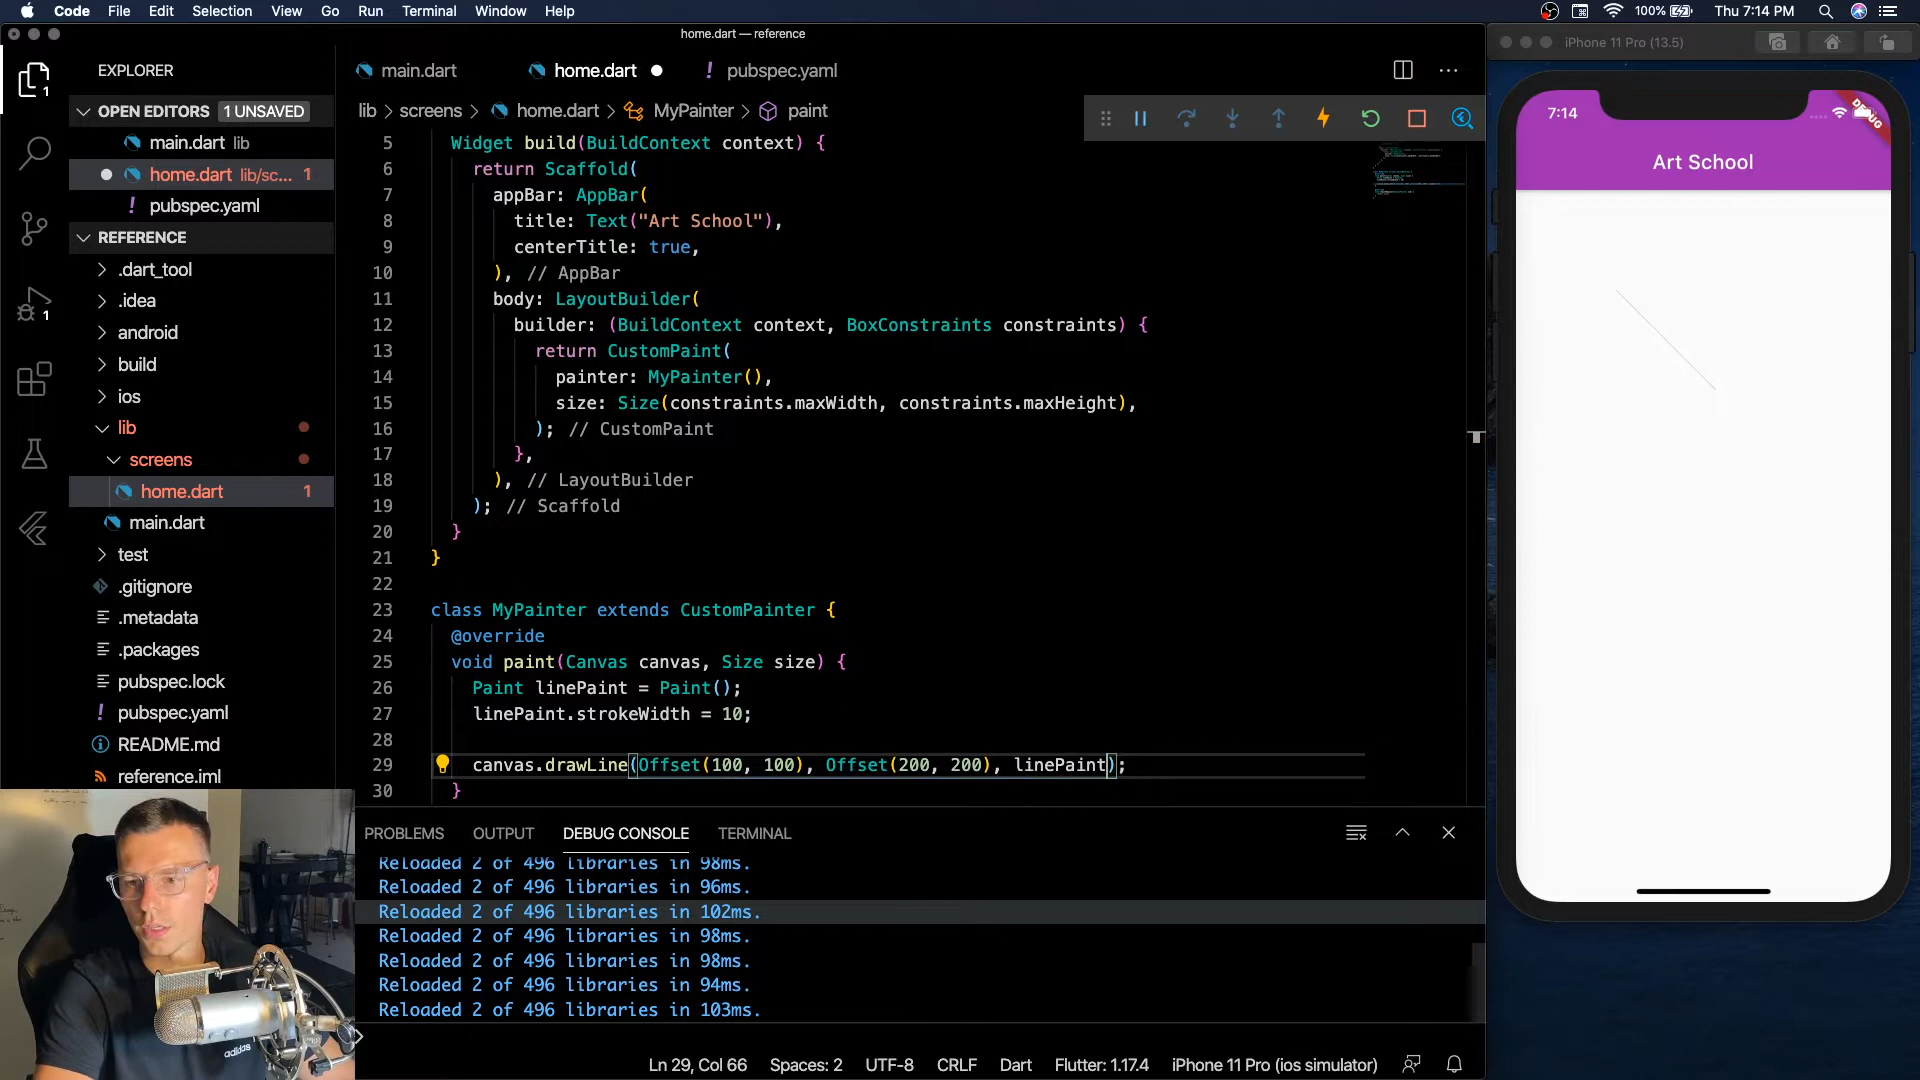 Code File Edit Selection View Go Run Terminal Window Help
100% Thu 7:14 PM
home.dart — reference
iPhone 11 Pro (13.5)
EXPLORER
main.dart home.dart pubspec.yaml
OPEN EDITORS 1 UNSAVED
lib > screens > home.dart > MyPainter > paint
main.dart lib
home.dart lib/sc... 1
pubspec.yaml
REFERENCE
.dart_tool
.idea
android
build
ios
lib
screens
home.dart 1
main.dart
test
.gitignore
.metadata
.packages
pubspec.lock
pubspec.yaml
README.md
reference.iml
1
1
5 Widget build(BuildContext context) {
6 return Scaffold(
7 appBar: AppBar(
8 title: Text("Art School"),
9 centerTitle: true,
10 ), // AppBar
11 body: LayoutBuilder(
12 builder: (BuildContext context, BoxConstraints constraints) {
13 return CustomPaint(
14 painter: MyPainter(),
15 size: Size(constraints.maxWidth, constraints.maxHeight),
16 ); // CustomPaint
17 },
18 ), // LayoutBuilder
19 ); // Scaffold
20 }
21 }
22
23 class MyPainter extends CustomPainter {
24 @override
25 void paint(Canvas canvas, Size size) {
26 Paint linePaint = Paint();
27 linePaint.strokeWidth = 10;
28
29 canvas.drawLine(Offset(100, 100), Offset(200, 200), linePaint);
30 }
PROBLEMS OUTPUT DEBUG CONSOLE TERMINAL
Reloaded 2 of 496 libraries in 98ms.
Reloaded 2 of 496 libraries in 96ms.
Reloaded 2 of 496 libraries in 102ms.
Reloaded 2 of 496 libraries in 98ms.
Reloaded 2 of 496 libraries in 98ms.
Reloaded 2 of 496 libraries in 94ms.
Reloaded 2 of 496 libraries in 103ms.
Ln 29, Col 66 Spaces: 2 UTF-8 CRLF Dart Flutter: 1.17.4 iPhone 11 Pro (ios simulator)
7:14
DEBUG
Art School
adidas